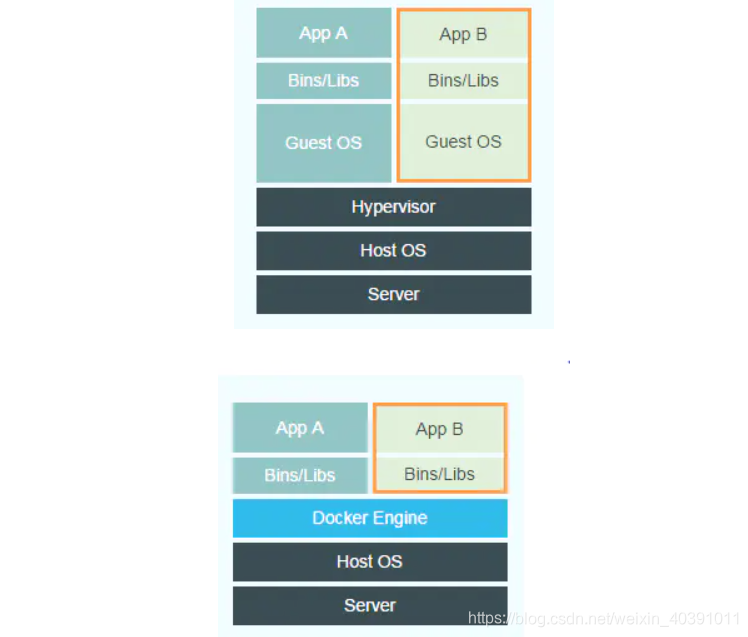 App A
App B
Bins/Libs
Bins/Libs
Guest OS
Guest OS
Hypervisor
Host OS
Server
App A
App B
Bins/Libs
Bins/Libs
Docker Engine
Host OS
Server
https://blog.csdn.net/weixin_40391011